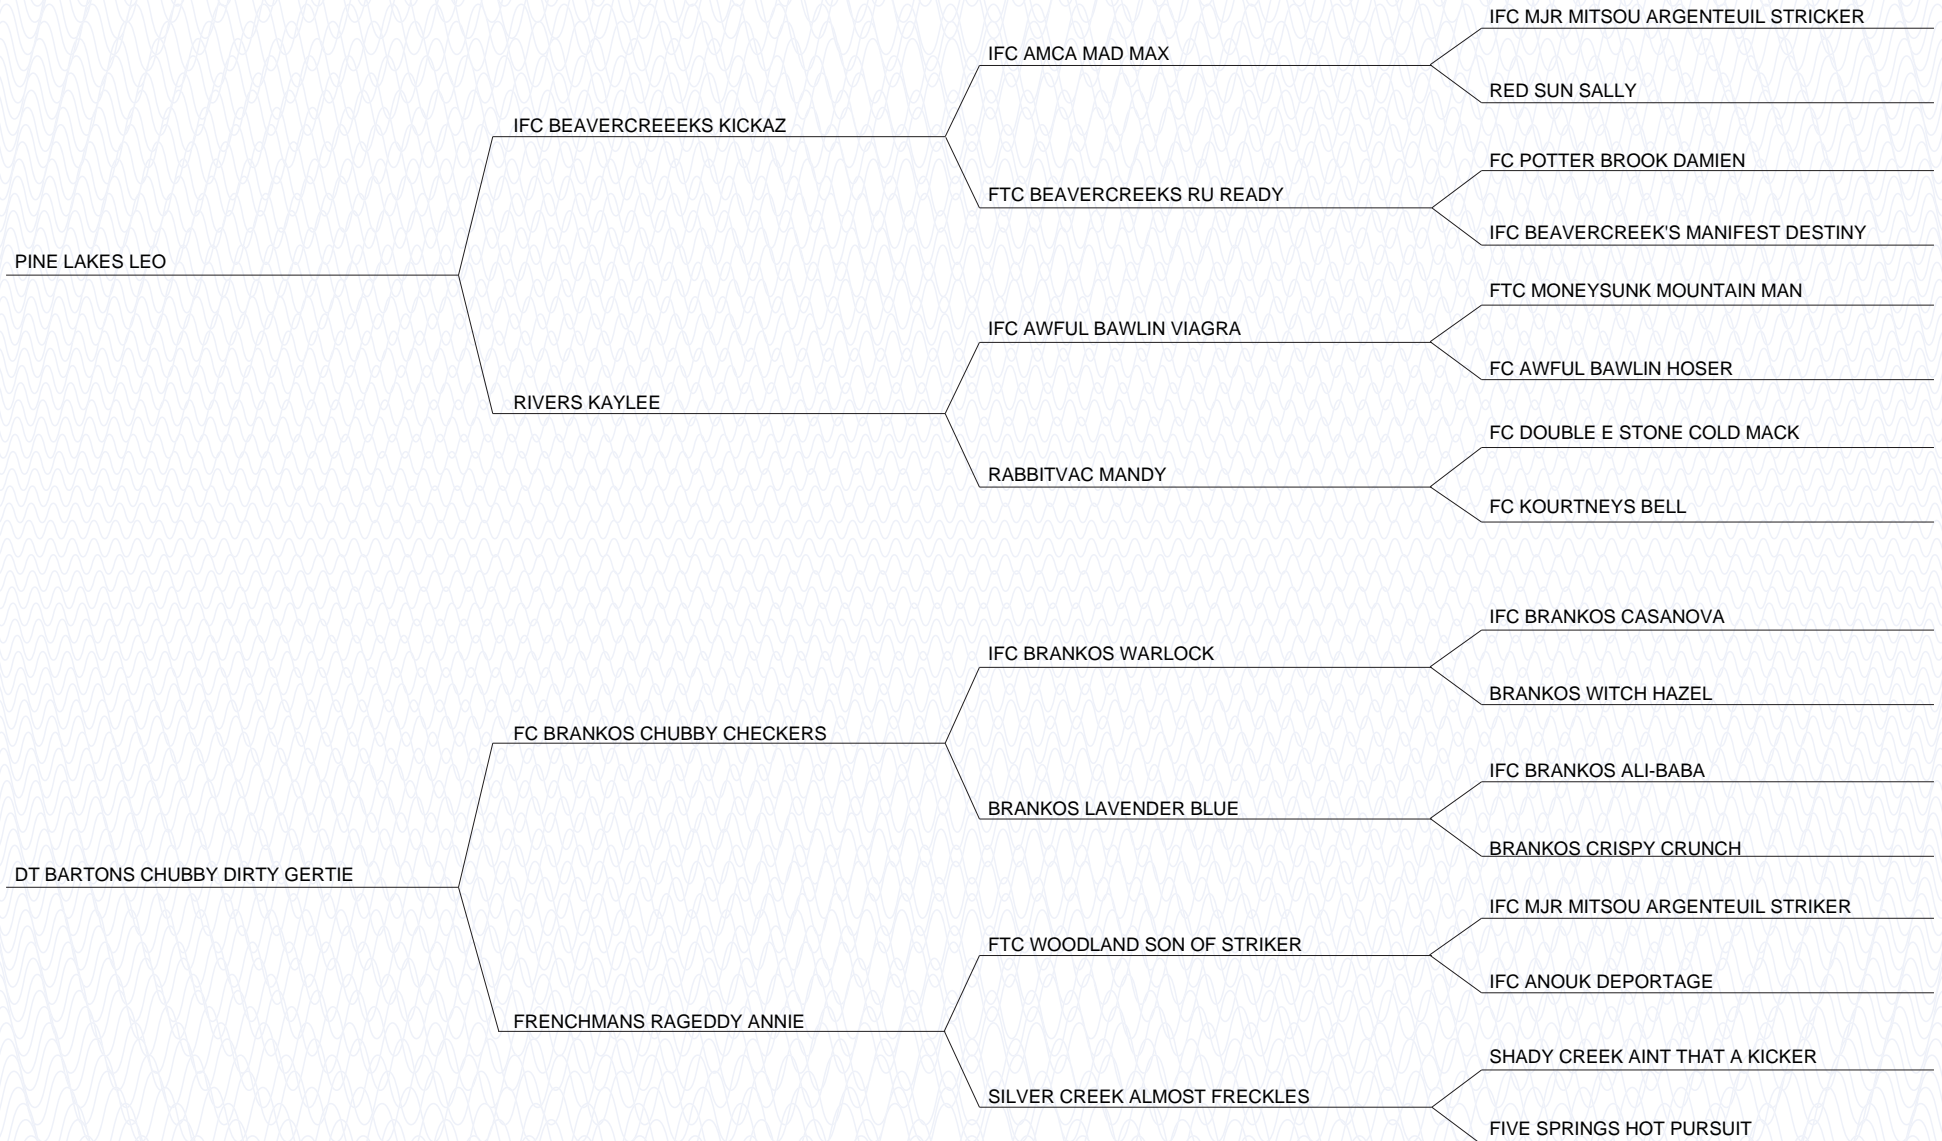 IFC MJR MITSOU ARGENTEUIL STRICKER
IFC AMCA MAD MAX
RED SUN SALLY
IFC BEAVERCREEEKS KICKAZ
FC POTTER BROOK DAMIEN
FTC BEAVERCREEKS RU READY
IFC BEAVERCREEK'S MANIFEST DESTINY
PINE LAKES LEO
FTC MONEYSUNK MOUNTAIN MAN
IFC AWFUL BAWLIN VIAGRA
FC AWFUL BAWLIN HOSER
RIVERS KAYLEE
FC DOUBLE E STONE COLD MACK
RABBITVAC MANDY
FC KOURTNEYS BELL
IFC BRANKOS CASANOVA
IFC BRANKOS WARLOCK
BRANKOS WITCH HAZEL
FC BRANKOS CHUBBY CHECKERS
IFC BRANKOS ALI-BABA
BRANKOS LAVENDER BLUE
BRANKOS CRISPY CRUNCH
DT BARTONS CHUBBY DIRTY GERTIE
IFC MJR MITSOU ARGENTEUIL STRIKER
FTC WOODLAND SON OF STRIKER
IFC ANOUK DEPORTAGE
FRENCHMANS RAGEDDY ANNIE
SHADY CREEK AINT THAT A KICKER
SILVER CREEK ALMOST FRECKLES
FIVE SPRINGS HOT PURSUIT